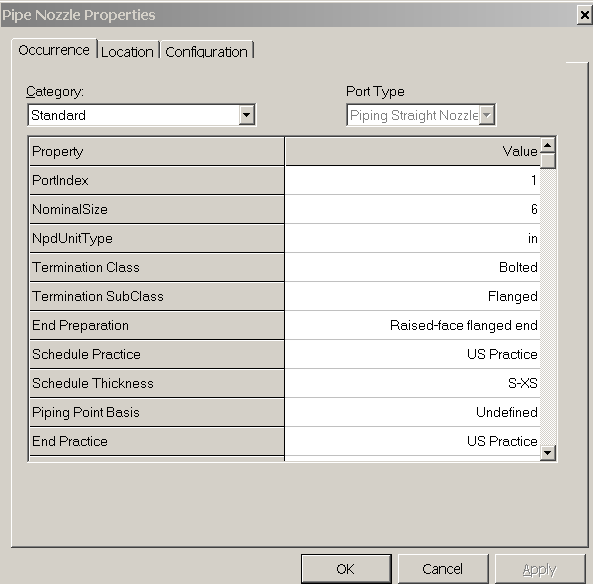 Pipe Nozzle Properties
Occurrence Location Configuration
Category: Port Type
Standard Piping Straight Nozzle
Property Value
PortIndex 1
NominalSize 6
NpdUnitType in
Termination Class Bolted
Termination SubClass Flanged
End Preparation Raised-face flanged end
Schedule Practice US Practice
Schedule Thickness S-XS
Piping Point Basis Undefined
End Practice US Practice
OK Cancel Apply